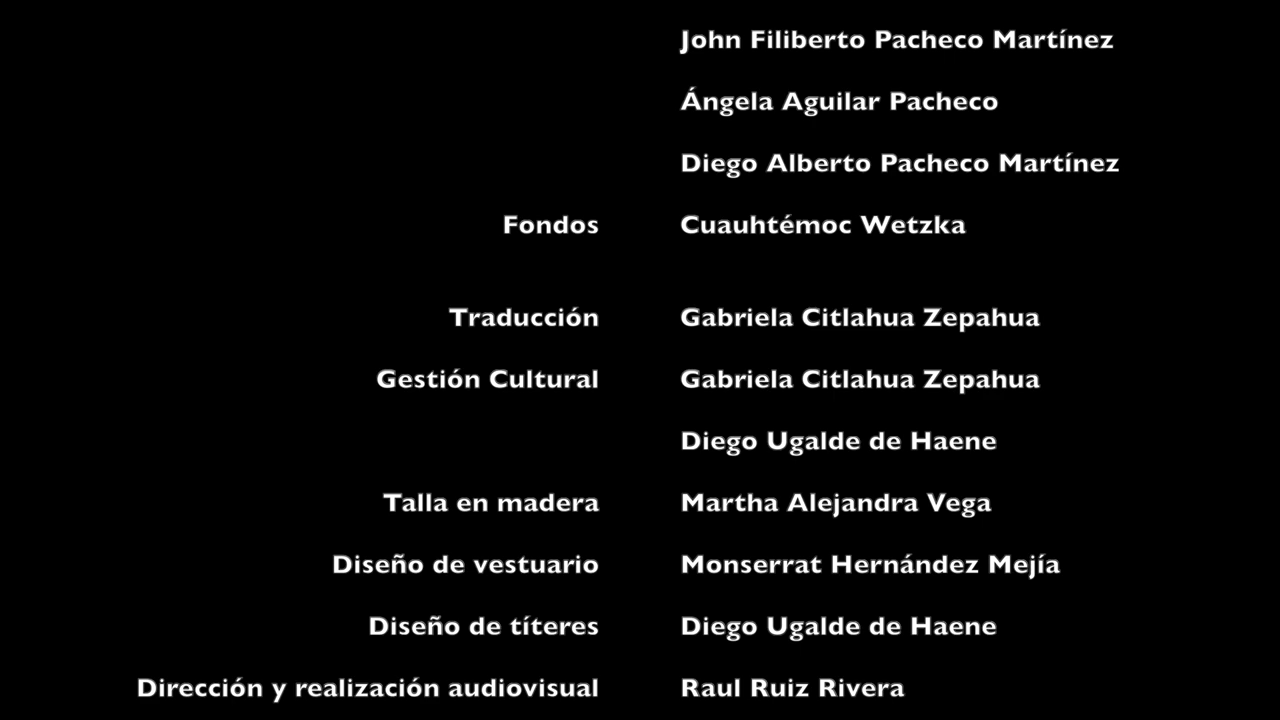 John Filiberto Pacheco Martínez
Ángela Aguilar Pacheco
Diego Alberto Pacheco Martínez
Fondos Cuauhtémoc Wetzka
Traducción Gabriela Citlahua Zepahua
Gestión Cultural Gabriela Citlahua Zepahua
Diego Ugalde de Haene
Talla en madera Martha Alejandra Vega
Diseño de vestuario Monserrat Hernández Mejía
Diseño de títeres Diego Ugalde de Haene
Dirección y realización audiovisual Raul Ruiz Rivera